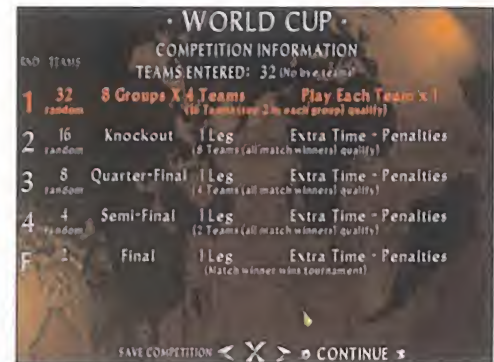 · WORLD CUP ·
COMPETITION INFORMATION
RND TEAMS
TEAMS ENTERED: 32 (No live teams)
1 32 8 Groups X 4 Teams Play Each Team x 1
random (16 Teams (top 2 in each group) qualify)
2 16 Knockout 1 Leg Extra Time - Penalties
random (8 Teams (all match winners) qualify)
3 8 Quarter-Final 1 Leg Extra Time - Penalties
random (4 Teams (all match winners) qualify)
4 4 Semi-Final 1 Leg Extra Time - Penalties
random (2 Teams (all match winners) qualify)
F 2 Final 1 Leg Extra Time - Penalties
(Match winner wins tournament)
SAVE COMPETITION < X > CONTINUE